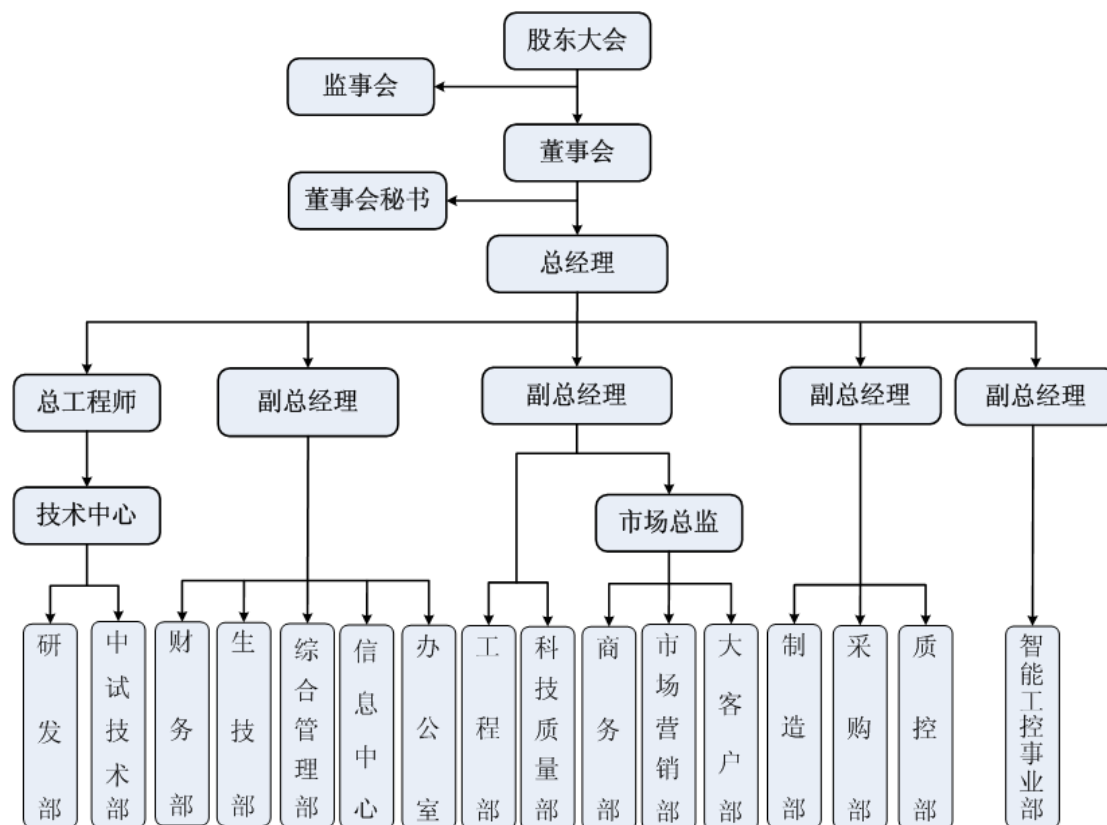 股东大会
监事会
董事会
董事会秘书
总经理
总工程师
副总经理
副总经理
副总经理
副总经理
技术中心
市场总监
研发部
中试技术部
财务部
生技部
综合管理部
信息中心
办公室
工程部
科技质量部
商务部
市场营销部
大客户部
制造部
采购部
质控部
智能工控事业部